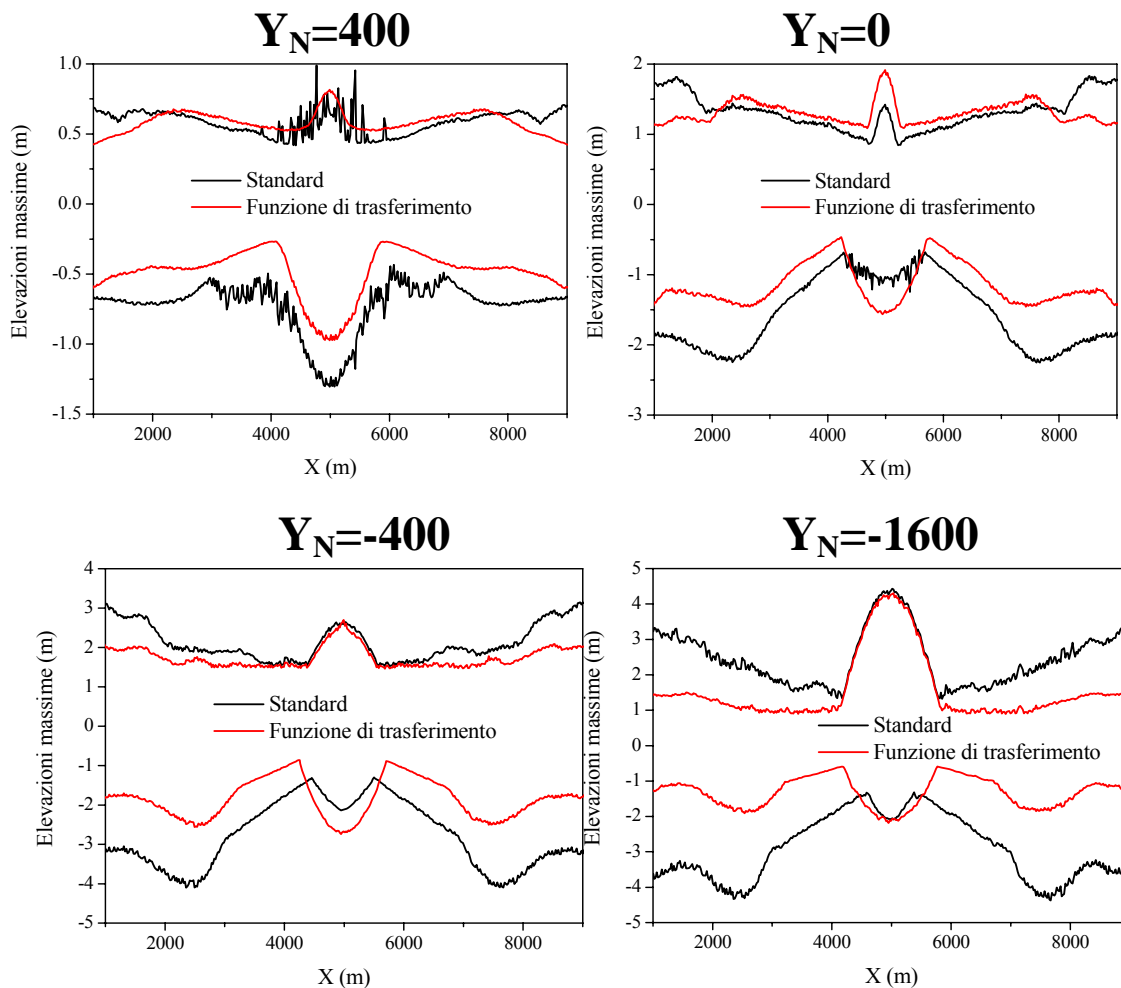 Y_N=400
Y_N=0
Elevazioni massime (m)
1.0
0.5
0.0
-0.5
-1.0
-1.5
Standard
Funzione di trasferimento
2000 4000 6000 8000
X (m)
Elevazioni massime (m)
2
1
0
-1
-2
-3
Standard
Funzione di trasferimento
2000 4000 6000 8000
X (m)
Y_N=-400
Y_N=-1600
Elevazioni massime (m)
4
3
2
1
0
-1
-2
-3
-4
-5
Standard
Funzione di trasferimento
2000 4000 6000 8000
X (m)
Elevazioni massime (m)
5
4
3
2
1
0
-1
-2
-3
-4
-5
Standard
Funzione di trasferimento
2000 4000 6000 8000
X (m)